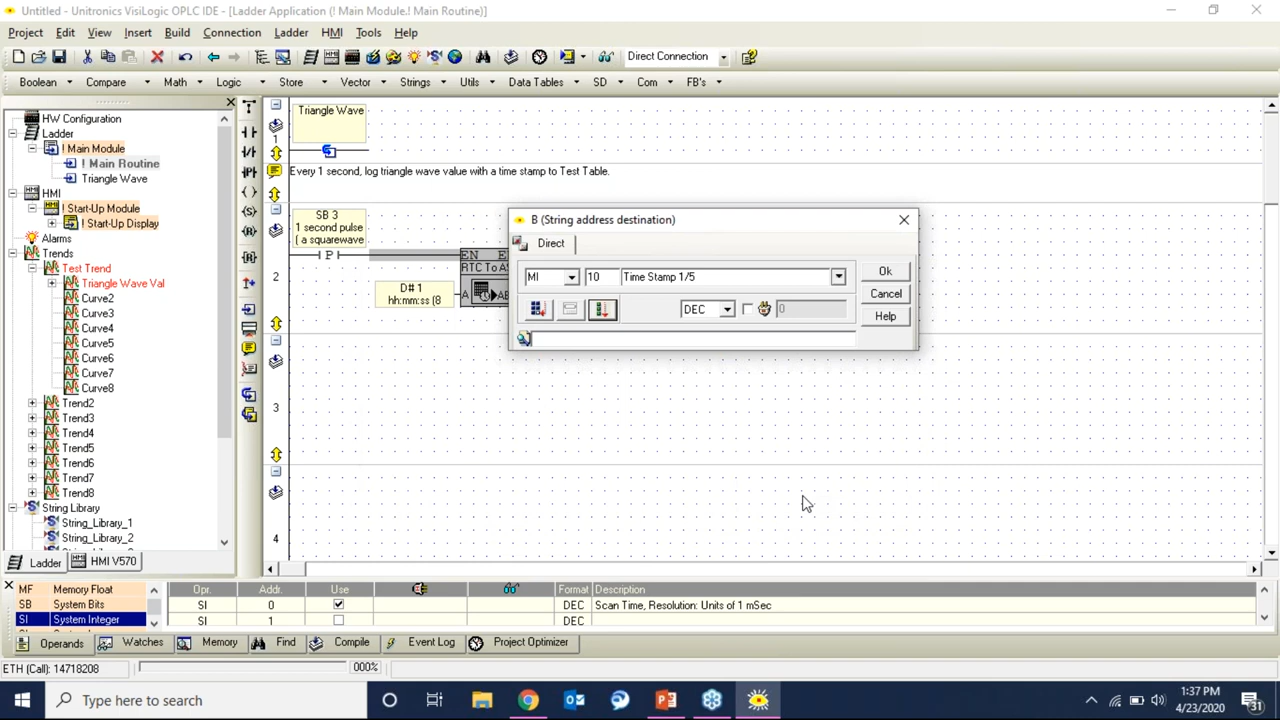 Untitled - Unitronics VisiLogic OPLC IDE - [Ladder Application (! Main Module.! Main Routine)]
Project Edit View Insert Build Connection Ladder HMI Tools Help
Direct Connection
Boolean Compare Math Logic Store Vector Strings Utils Data Tables SD Com FB's
HW Configuration
Ladder
! Main Module
! Main Routine
Triangle Wave
HMI
! Start-Up Module
! Start-Up Display
Alarms
Trends
Test Trend
Triangle Wave Val
Curve2
Curve3
Curve4
Curve5
Curve6
Curve7
Curve8
Trend2
Trend3
Trend4
Trend5
Trend6
Trend7
Trend8
String Library
String_Library_1
String_Library_2
Ladder HMI V570
Triangle Wave
1
Every 1 second, log triangle wave value with a time stamp to Test Table.
SB 3
1 second pulse
( a squarewave
P
2
EN
RTC To AS
D# 1
hh:mm:ss (8
A
3
4
B (String address destination)
Direct
MI 10 Time Stamp 1/5
DEC 0
Ok
Cancel
Help
MF Memory Float
SB System Bits
SI System Integer
Opr. Addr. Use Format Description
SI 0 DEC Scan Time, Resolution: Units of 1 mSec
SI 1 DEC
Operands Watches Memory Find Compile Event Log Project Optimizer
ETH (Call): 14718208 000%
Type here to search
1:37 PM
4/23/2020
31